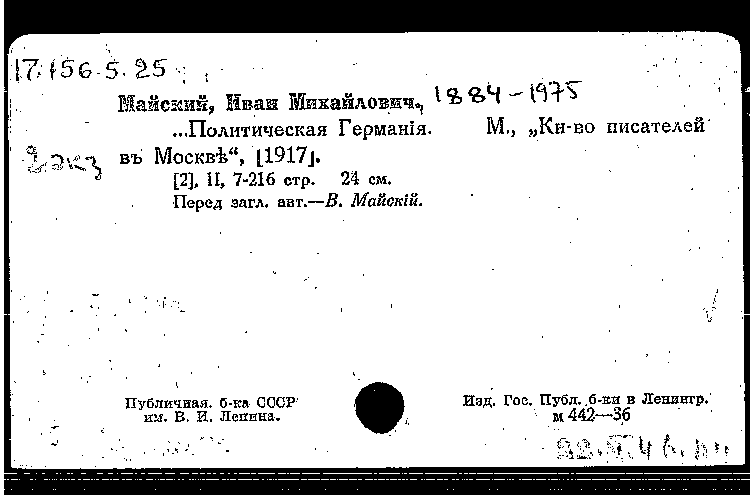 17.156.5.25
Майский, Иван Михайлович., 1884-1975
...Политическая Германія. М., „Кн-во писателей
2 экз
въ Москвѣ“, [1917].
[2], II, 7-216 стр. 24 см.
Перед загл. авт.—В. Майскій.
Публичная. б-ка СССР
им. В. И. Ленина.
Изд. Гос. Публ. б-ки в Ленингр.
м 442—36